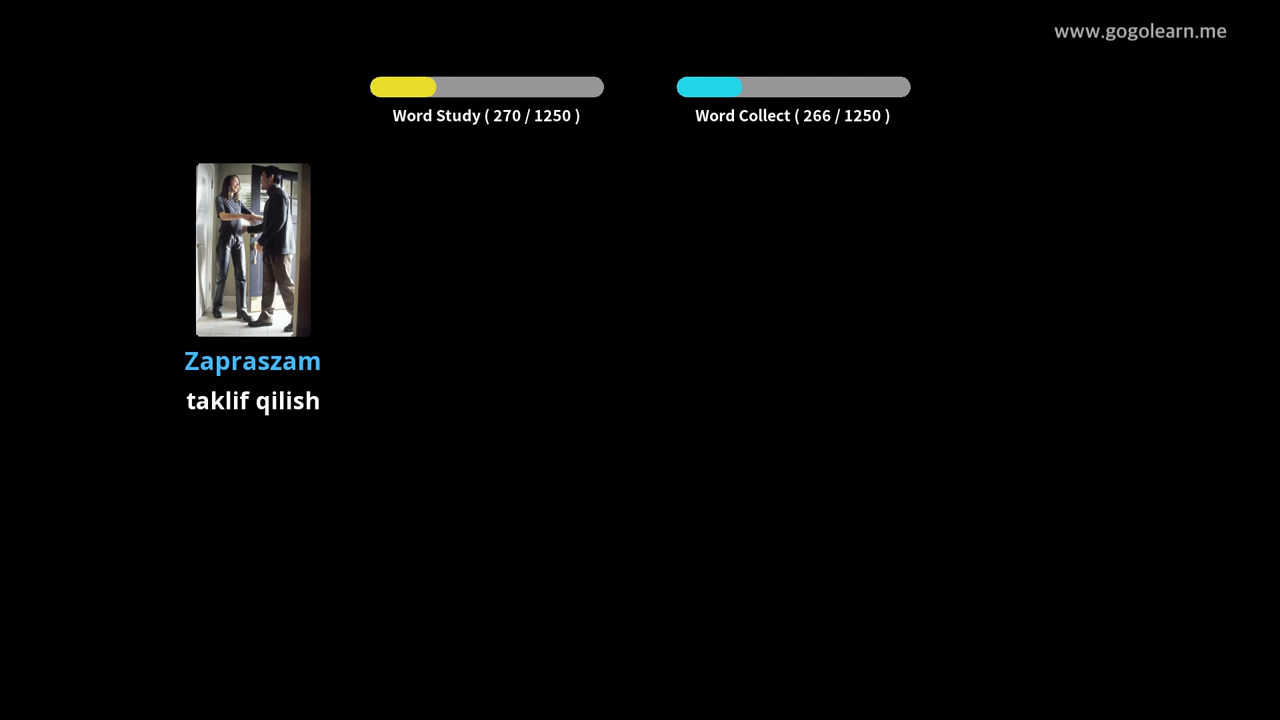 www.gogolearn.me
Word Study ( 270 / 1250 )
Word Collect ( 266 / 1250 )
Zapraszam
taklif qilish